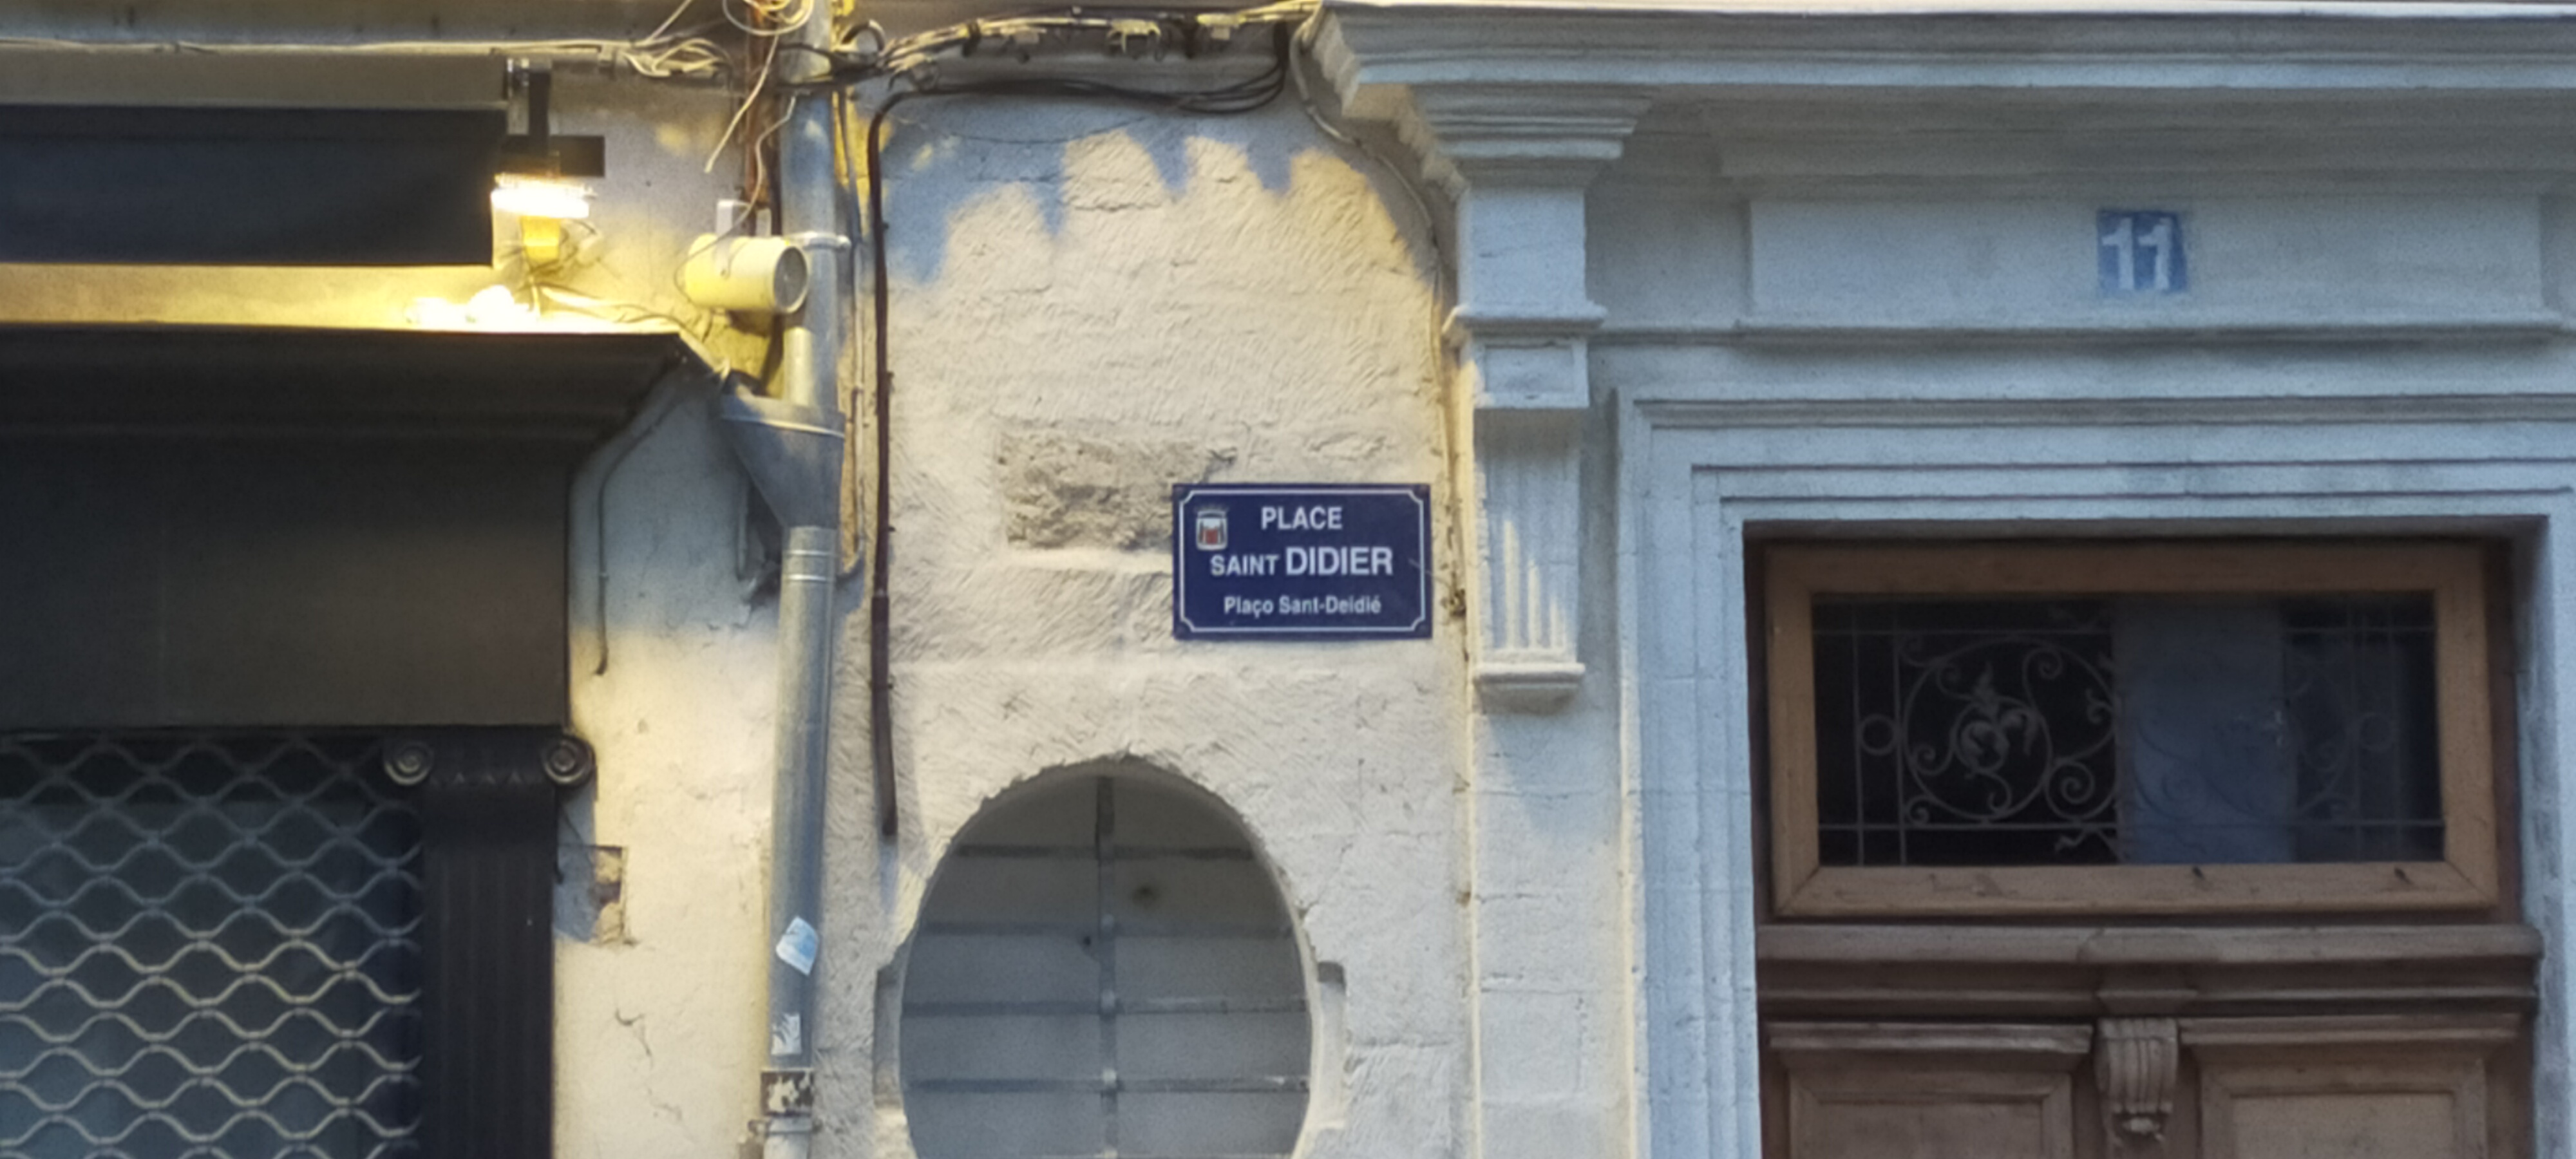 11
PLACE
SAINT DIDIER
Plaço Sant-Deidié